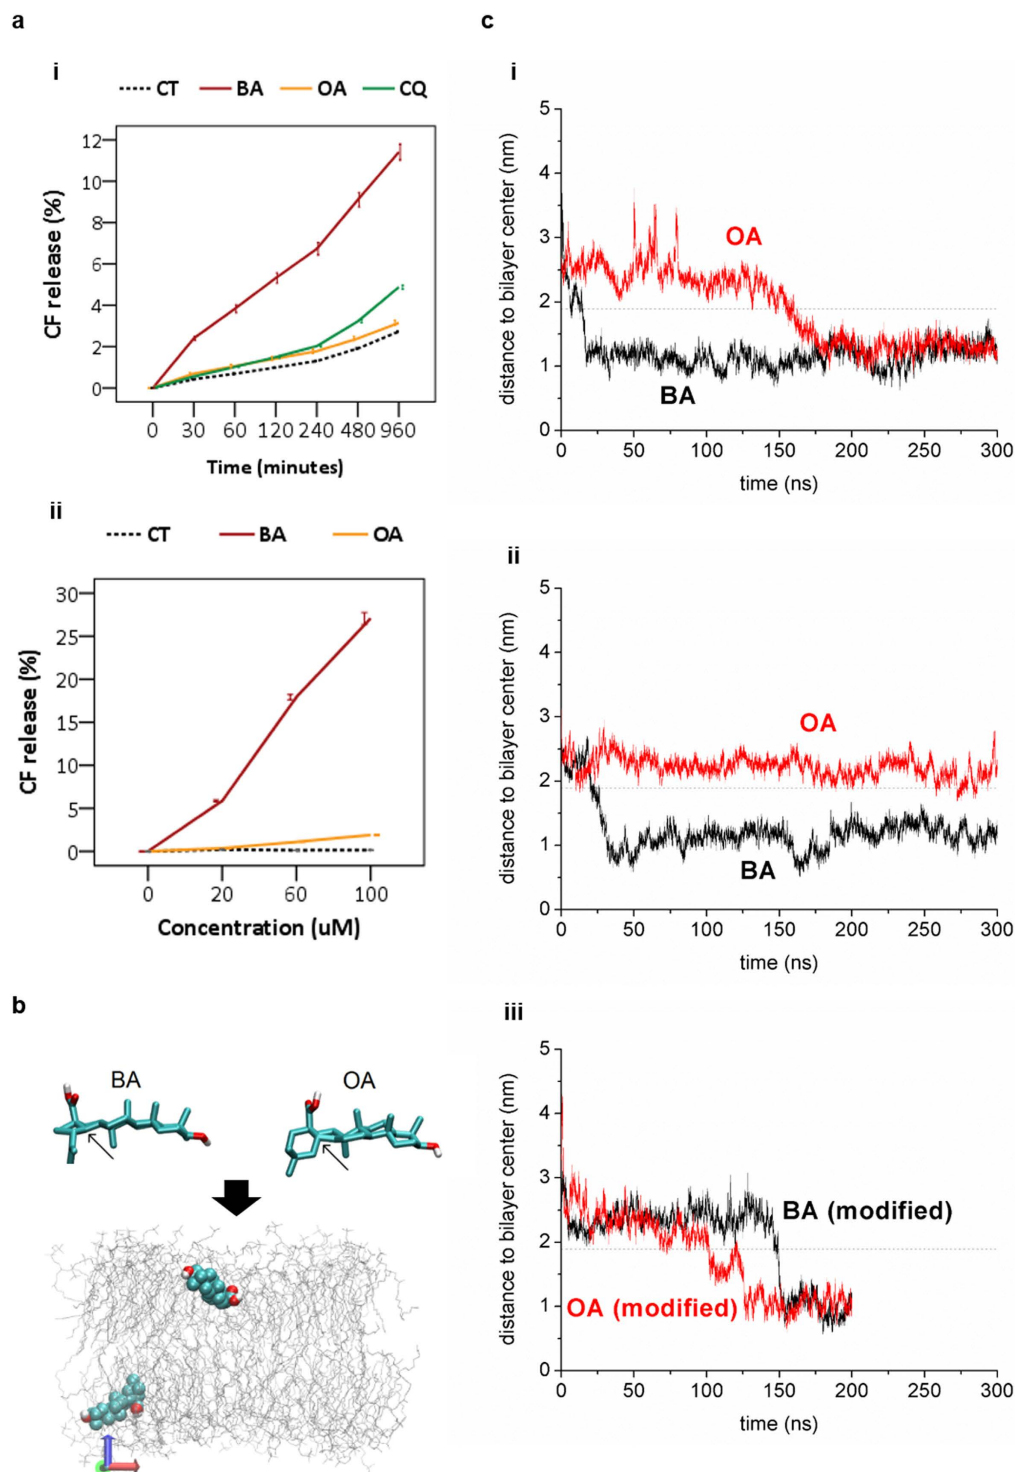 a
i
CT BA OA CQ
CF release (%)
12
10
8
6
4
2
0
0 30 60 120 240 480 960
Time (minutes)
ii
CT BA OA
CF release (%)
30
25
20
15
10
5
0
0 20 60 100
Concentration (uM)
b
BA OA
c
i
distance to bilayer center (nm)
5
4
3
2
1
0
OA
BA
0 50 100 150 200 250 300
time (ns)
ii
distance to bilayer center (nm)
5
4
3
2
1
0
OA
BA
0 50 100 150 200 250 300
time (ns)
iii
distance to bilayer center (nm)
5
4
3
2
1
0
BA (modified)
OA (modified)
0 50 100 150 200 250 300
time (ns)